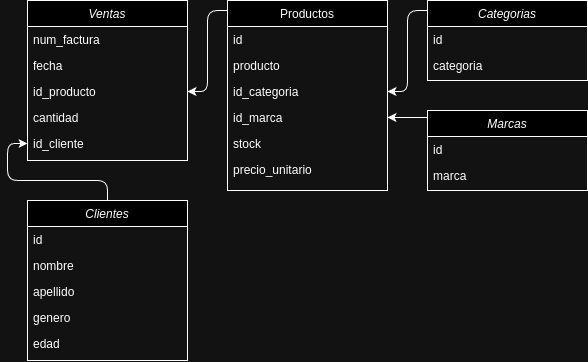 Ventas
num_factura
fecha
id_producto
cantidad
id_cliente
Productos
id
producto
id_categoria
id_marca
stock
precio_unitario
Categorias
id
categoria
Marcas
id
marca
Clientes
id
nombre
apellido
genero
edad